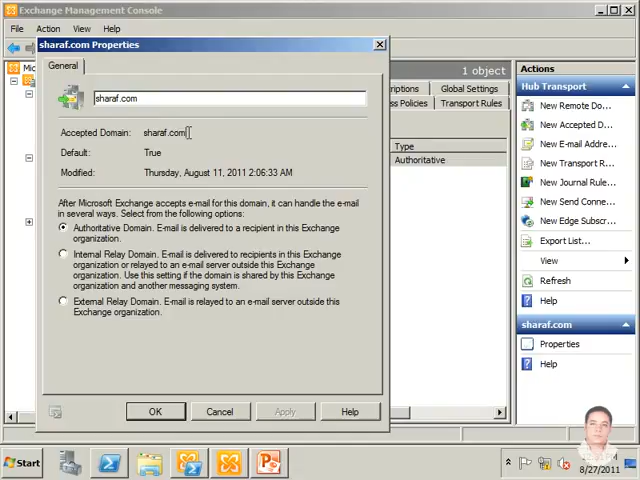 Exchange Management Console
File Action View Help
sharaf.com Properties
General
sharaf.com
Accepted Domain: sharaf.com
Default: True
Modified: Thursday, August 11, 2011 2:06:33 AM
After Microsoft Exchange accepts e-mail for this domain, it can handle the e-mail
in several ways. Select from the following options:
Authoritative Domain. E-mail is delivered to a recipient in this Exchange
organization.
Internal Relay Domain. E-mail is delivered to recipients in this Exchange
organization or relayed to an e-mail server outside this Exchange
Organization. Use this setting if the domain is shared by this Exchange
organization and another messaging system.
External Relay Domain. E-mail is relayed to an e-mail server outside this
Exchange organization.
OK Cancel Apply Help
Mic
1 object
riptions Global Settings
ss Policies Transport Rules
Type
Authoritative
Actions
Hub Transport
New Remote Do...
New Accepted D...
New E-mail Addre...
New Transport R...
New Journal Rule...
New Send Conne...
New Edge Subscr...
Export List...
View
Refresh
Help
sharaf.com
Properties
Help
Start
8/27/2011